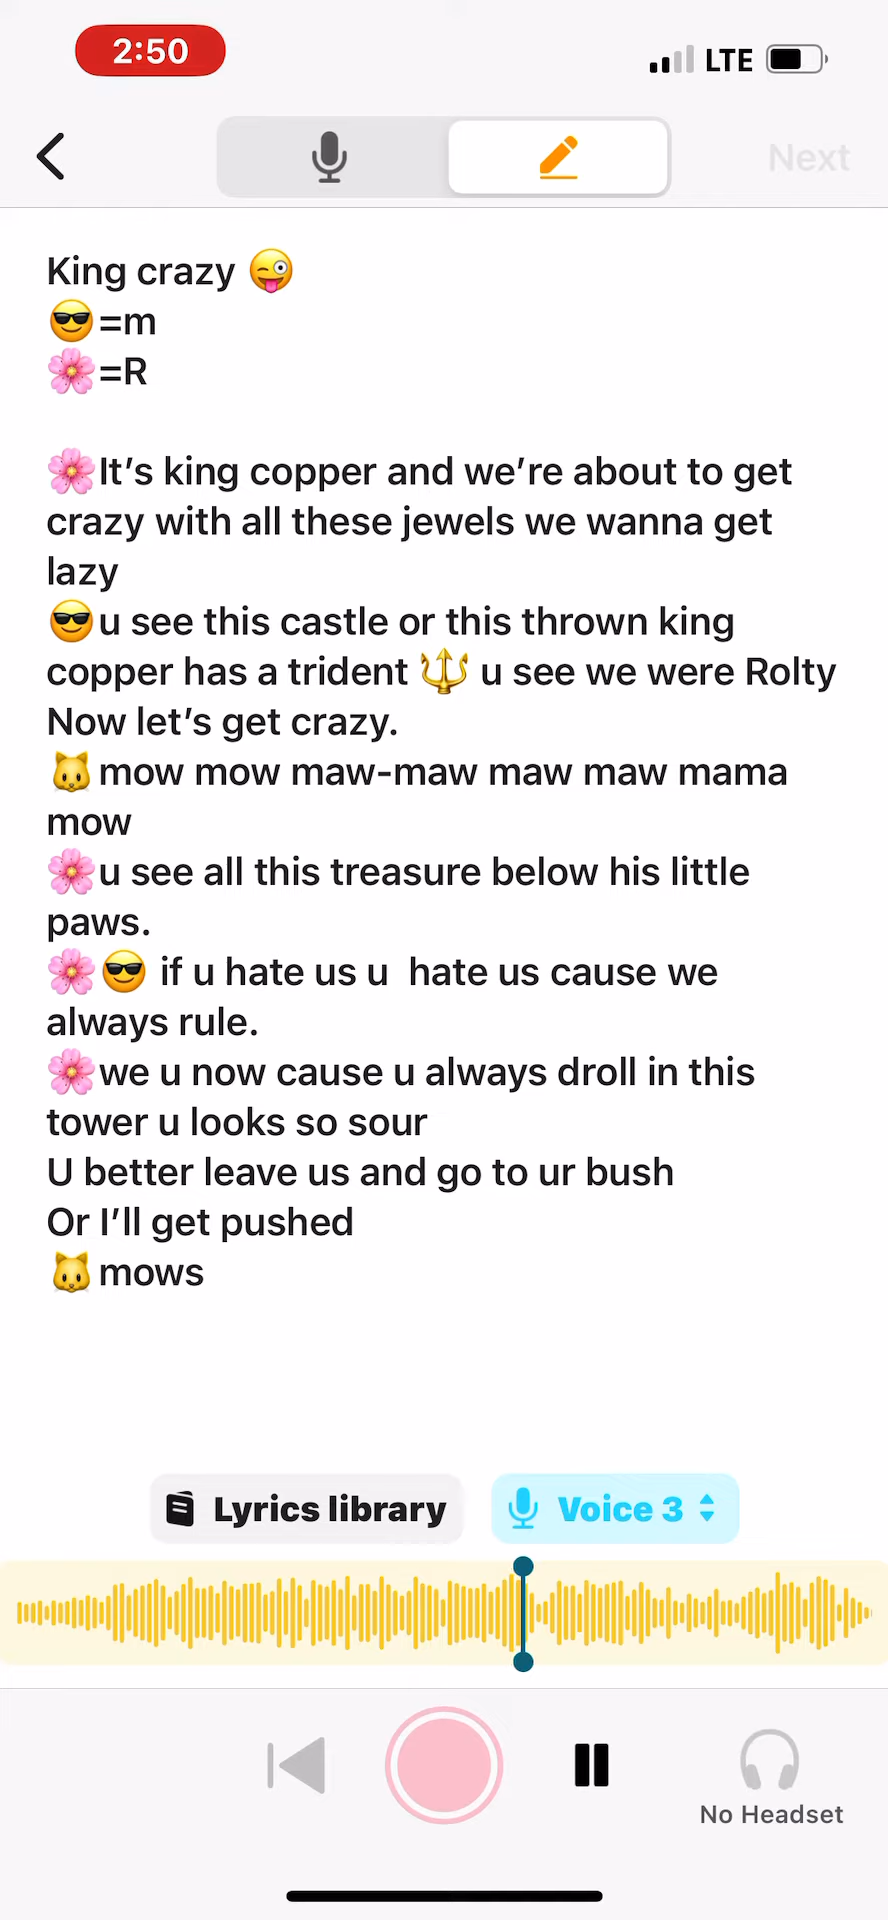 2:50
LTE
Next
King crazy 😜
😎=m
🌸=R
🌸It's king copper and we're about to get
crazy with all these jewels we wanna get
lazy
😎u see this castle or this thrown king
copper has a trident 🔱 u see we were Rolty
Now let's get crazy.
🐱mow mow maw-maw maw maw mama
mow
🌸u see all this treasure below his little
paws.
🌸😎 if u hate us u  hate us cause we
always rule.
🌸we u now cause u always droll in this
tower u looks so sour
U better leave us and go to ur bush
Or I'll get pushed
🐱mows
Lyrics library
Voice 3
No Headset